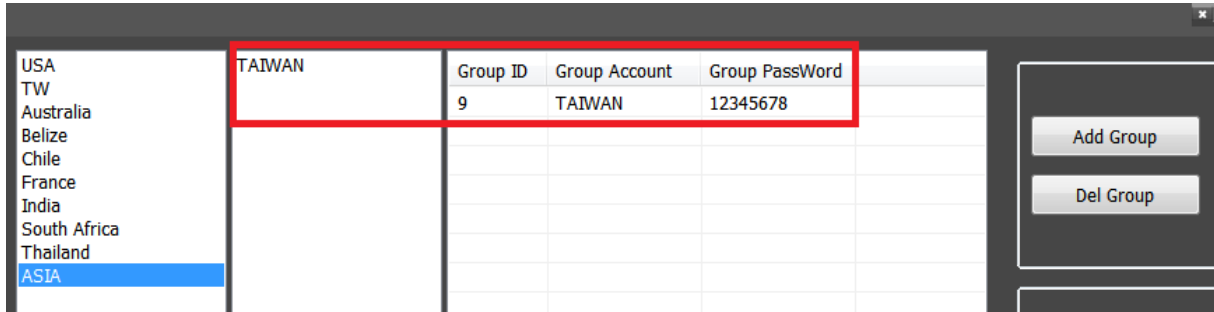 USA
TW
Australia
Belize
Chile
France
India
South Africa
Thailand
ASIA
TAIWAN
Group ID Group Account Group PassWord
9 TAIWAN 12345678
Add Group
Del Group